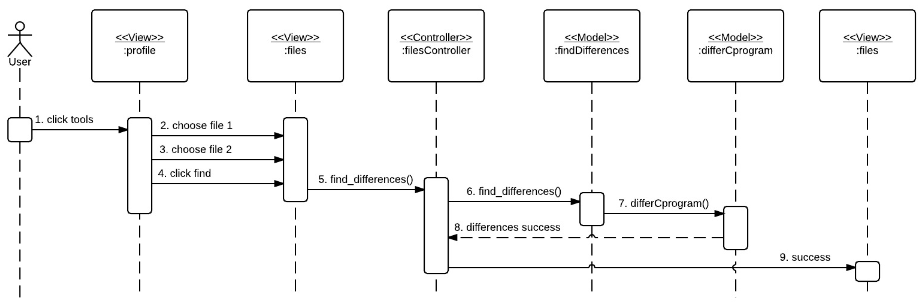 <<View>>
:profile
<<View>>
:files
<<Controller>>
:filsController
<<Model>>
:findDifferences
<<Model>>
:differCprogram
<<View>>
:files
User
1. click tools
2. choose file 1
3. choose file 2
4. click find
5. find_differences()
6. find_differences()
7. differCprogram()
8. differences success
9. success